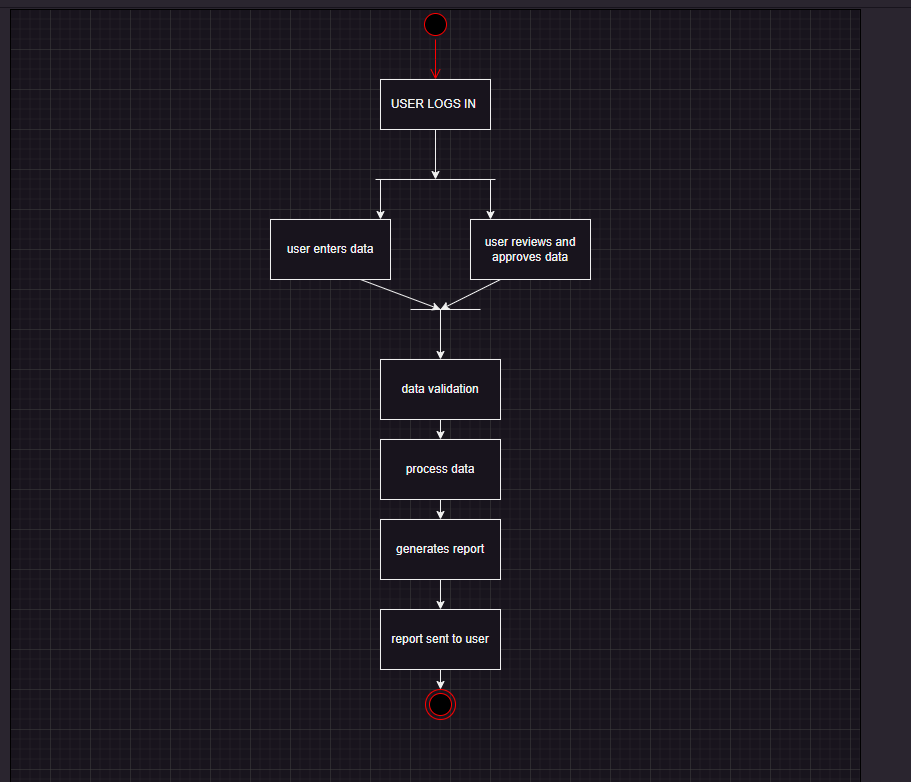 USER LOGS IN
user enters data
user reviews and
approves data
data validation
process data
generates report
report sent to user